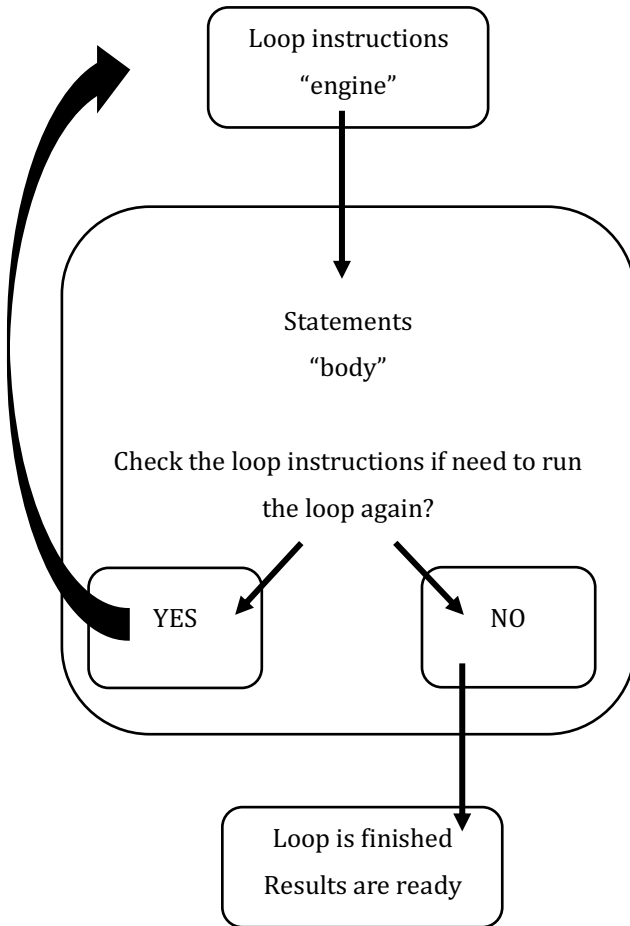 Loop instructions
“engine”
Statements
“body”
Check the loop instructions if need to run
the loop again?
YES
NO
Loop is finished
Results are ready